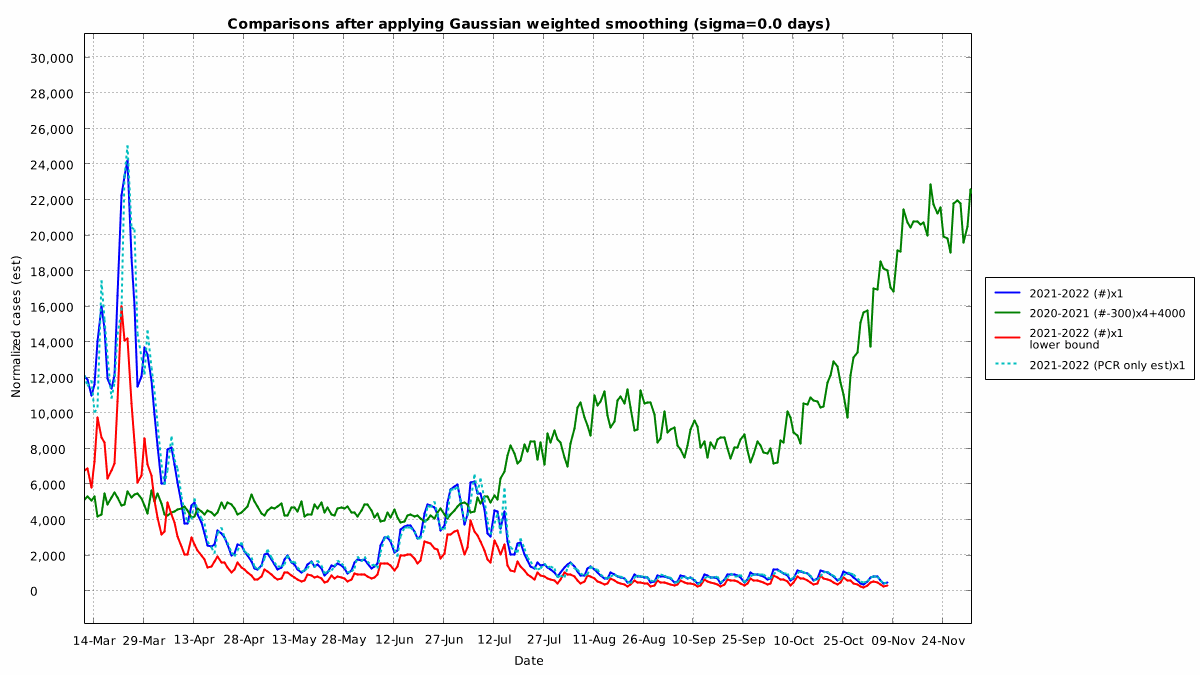 Comparisons after applying Gaussian weighted smoothing (sigma=0.0 days)
30,000
28,000
26,000
24,000
22,000
20,000
18,000
16,000
14,000
12,000
10,000
8,000
6,000
4,000
2,000
0
Normalized cases (est)
14-Mar 29-Mar 13-Apr 28-Apr 13-May 28-May 12-Jun 27-Jun 12-Jul 27-Jul 11-Aug 26-Aug 10-Sep 25-Sep 10-Oct 25-Oct 09-Nov 24-Nov
Date
2021-2022 (#)x1
2020-2021 (#-300)x4+4000
2021-2022 (#)x1
lower bound
2021-2022 (PCR only est)x1